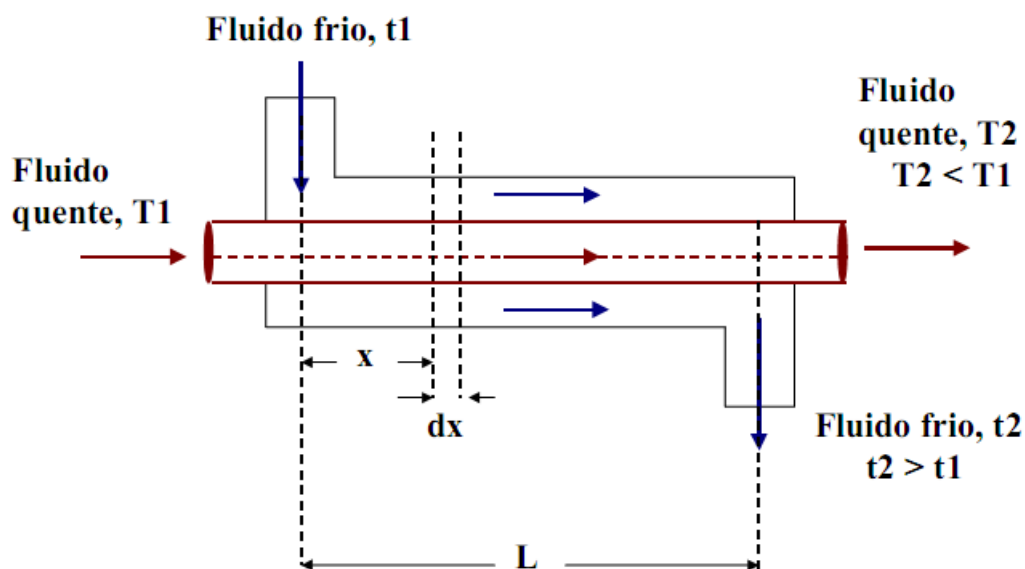 Fluido frio, t1
Fluido
quente, T2
T2 < T1
Fluido
quente, T1
x
dx
Fluido frio, t2
t2 > t1
L